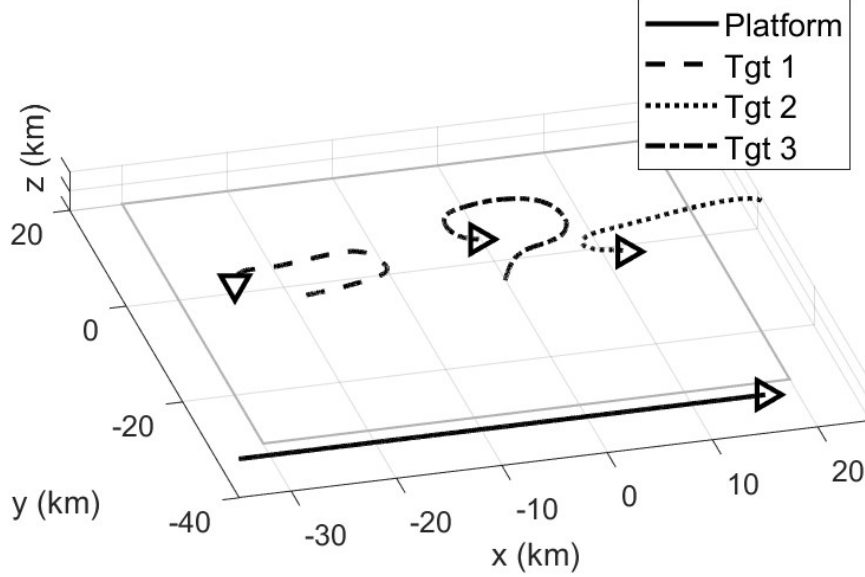 Platform
Tgt 1
Tgt 2
Tgt 3
z (km)
20
0
-20
-40
y (km)
-30
-20
-10
0
10
20
x (km)